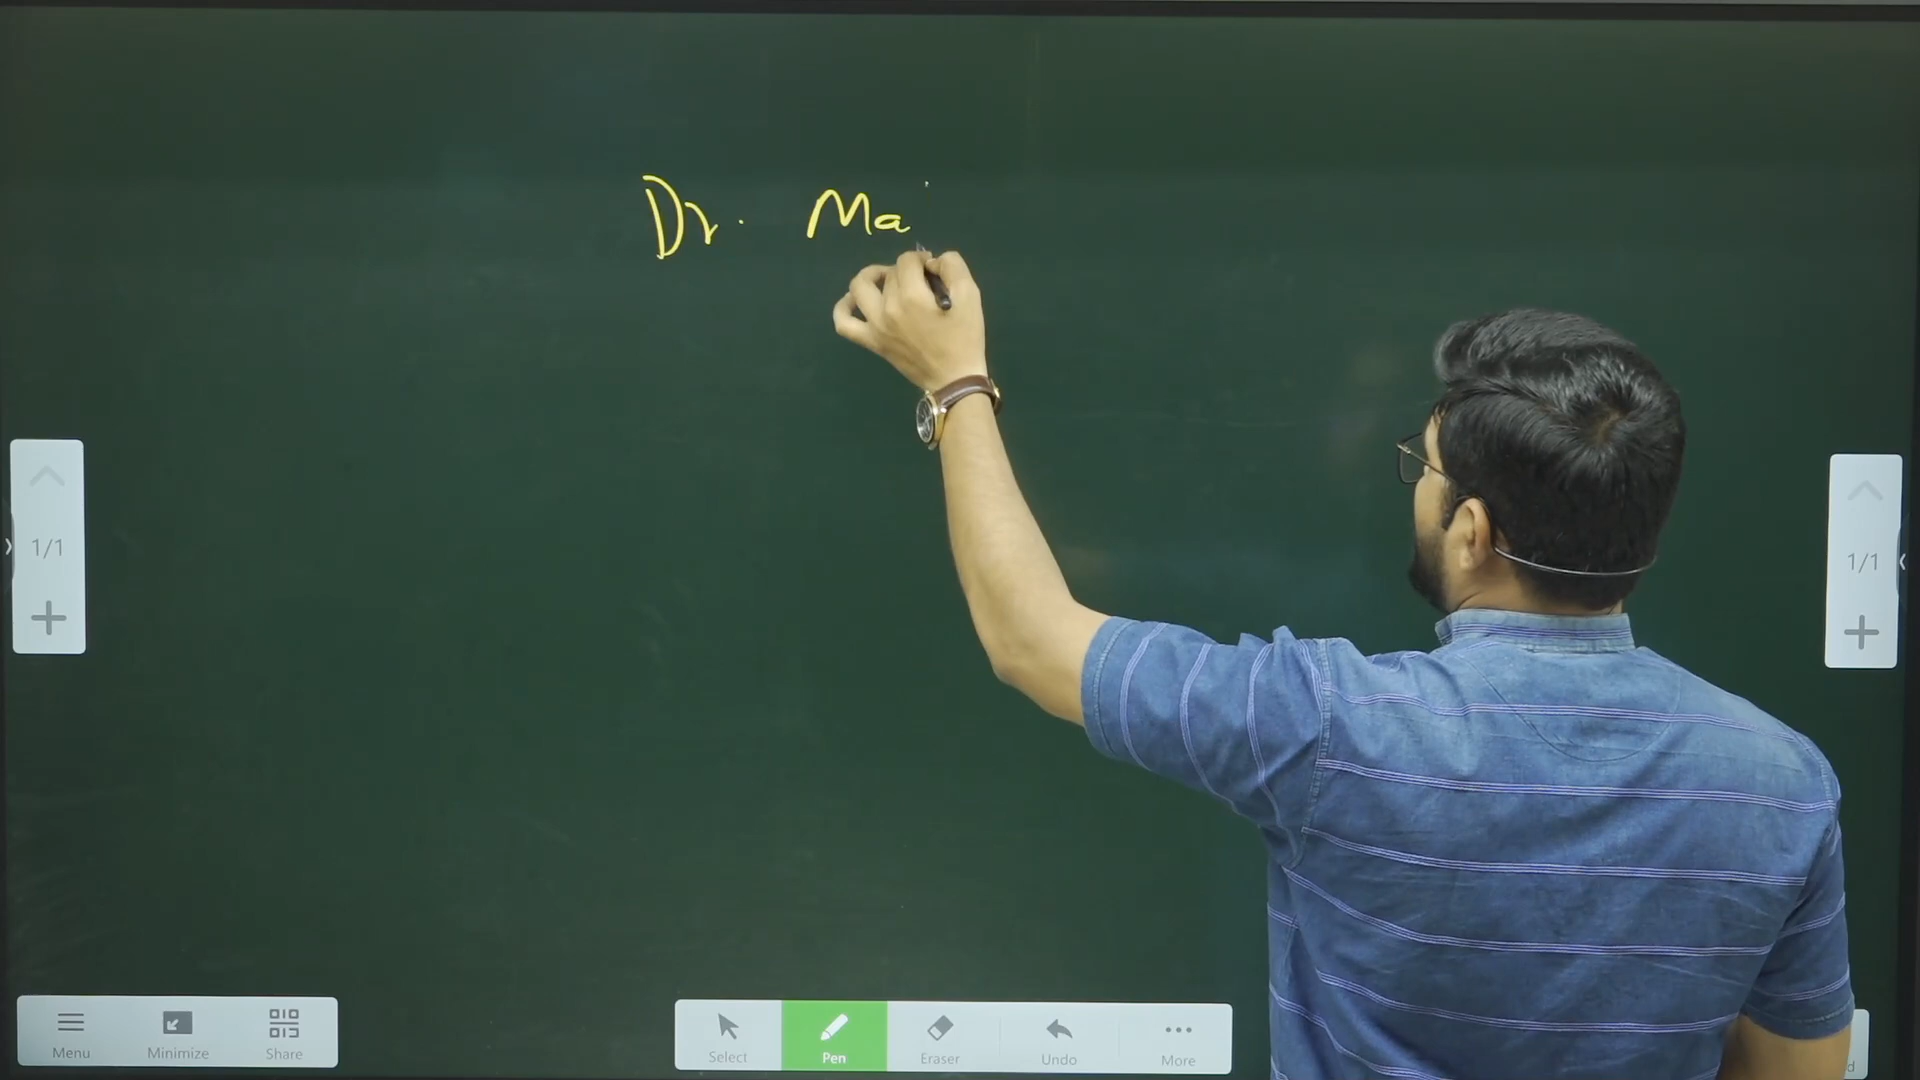 Dr. Ma
1/1
1/1
Menu Minimize Share
Select Pen Eraser Undo More